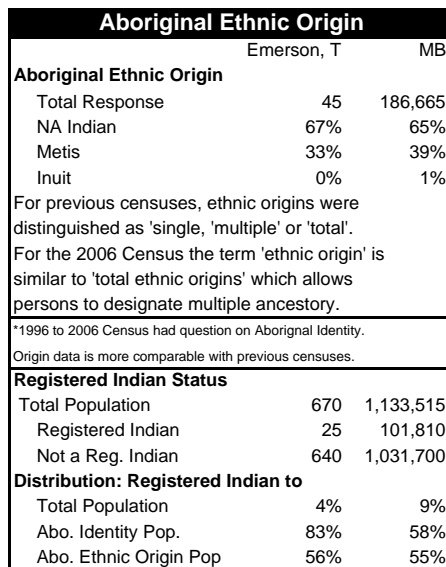 Aboriginal Ethnic Origin
Emerson, T MB
Aboriginal Ethnic Origin
Total Response 45 186,665
NA Indian 67% 65%
Metis 33% 39%
Inuit 0% 1%
For previous censuses, ethnic origins were
distinguished as 'single, 'multiple' or 'total'.
For the 2006 Census the term 'ethnic origin' is
similar to 'total ethnic origins' which allows
persons to designate multiple ancestory.
*1996 to 2006 Census had question on Aborignal Identity.
Origin data is more comparable with previous censuses.
Registered Indian Status
Total Population 670 1,133,515
Registered Indian 25 101,810
Not a Reg. Indian 640 1,031,700
Distribution: Registered Indian to
Total Population 4% 9%
Abo. Identity Pop. 83% 58%
Abo. Ethnic Origin Pop 56% 55%